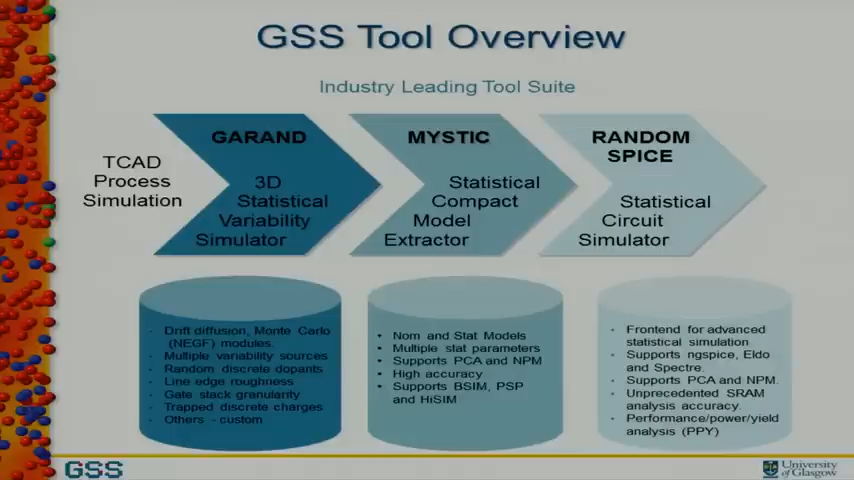 GSS Tool Overview
Industry Leading Tool Suite
TCAD
Process
Simulation
GARAND
3D
Statistical
Variability
Simulator
MYSTIC
Statistical
Compact
Model
Extractor
RANDOM
SPICE
Statistical
Circuit
Simulator
· Drift diffusion, Monte Carlo
(NEGF) modules.
· Multiple variability sources
· Random discrete dopants
· Line edge roughness
· Gate stack granularity
· Trapped discrete charges
· Others - custom
• Nom and Stat Models
• Multiple stat parameters
• Supports PCA and NPM
• High accuracy
• Supports BSIM, PSP
and HiSIM
• Frontend for advanced
statistical simulation
• Supports ngspice, Eldo
and Spectre.
• Supports PCA and NPM.
• Unprecedented SRAM
analysis accuracy.
• Performance/power/yield
analysis (PPY)
GSS
University
of Glasgow